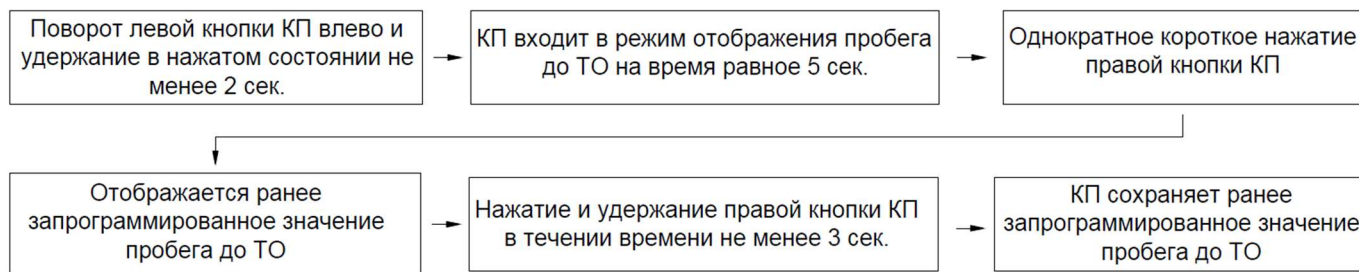 Поворот левой кнопки КП влево и
удержание в нажатом состоянии не
менее 2 сек.
КП входит в режим отображения пробега
до ТО на время равное 5 сек.
Однократное короткое нажатие
правой кнопки КП
Отображается ранее
запрограммированное значение
пробега до ТО
Нажатие и удержание правой кнопки КП
в течении времени не менее 3 сек.
КП сохраняет ранее
запрограммированное значение
пробега до ТО